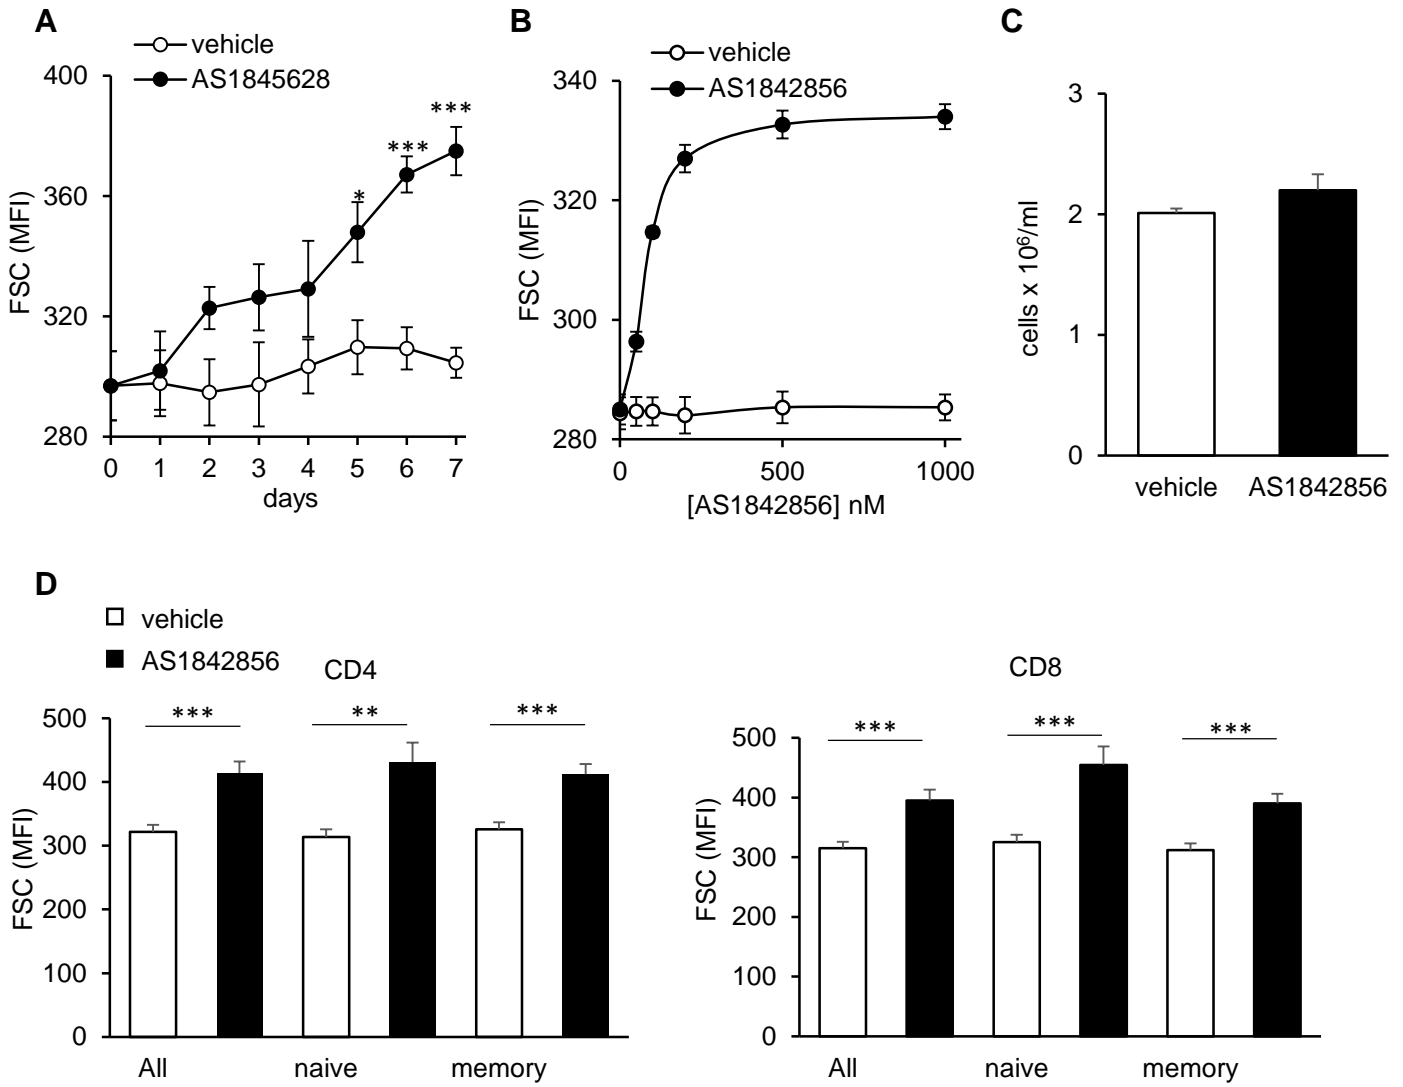 A
vehicle
AS1845628
400
360
320
280
FSC (MFI)
*
***
***
0 1 2 3 4 5 6 7
days
B
vehicle
AS1842856
340
320
300
280
FSC (MFI)
0 500 1000
[AS1842856] nM
C
3
2
1
0
cells x 10⁶/ml
vehicle AS1842856
D
vehicle
AS1842856
CD4
500
400
300
200
100
0
FSC (MFI)
*** ** ***
All naive memory
CD8
500
400
300
200
100
0
FSC (MFI)
*** *** ***
All naive memory